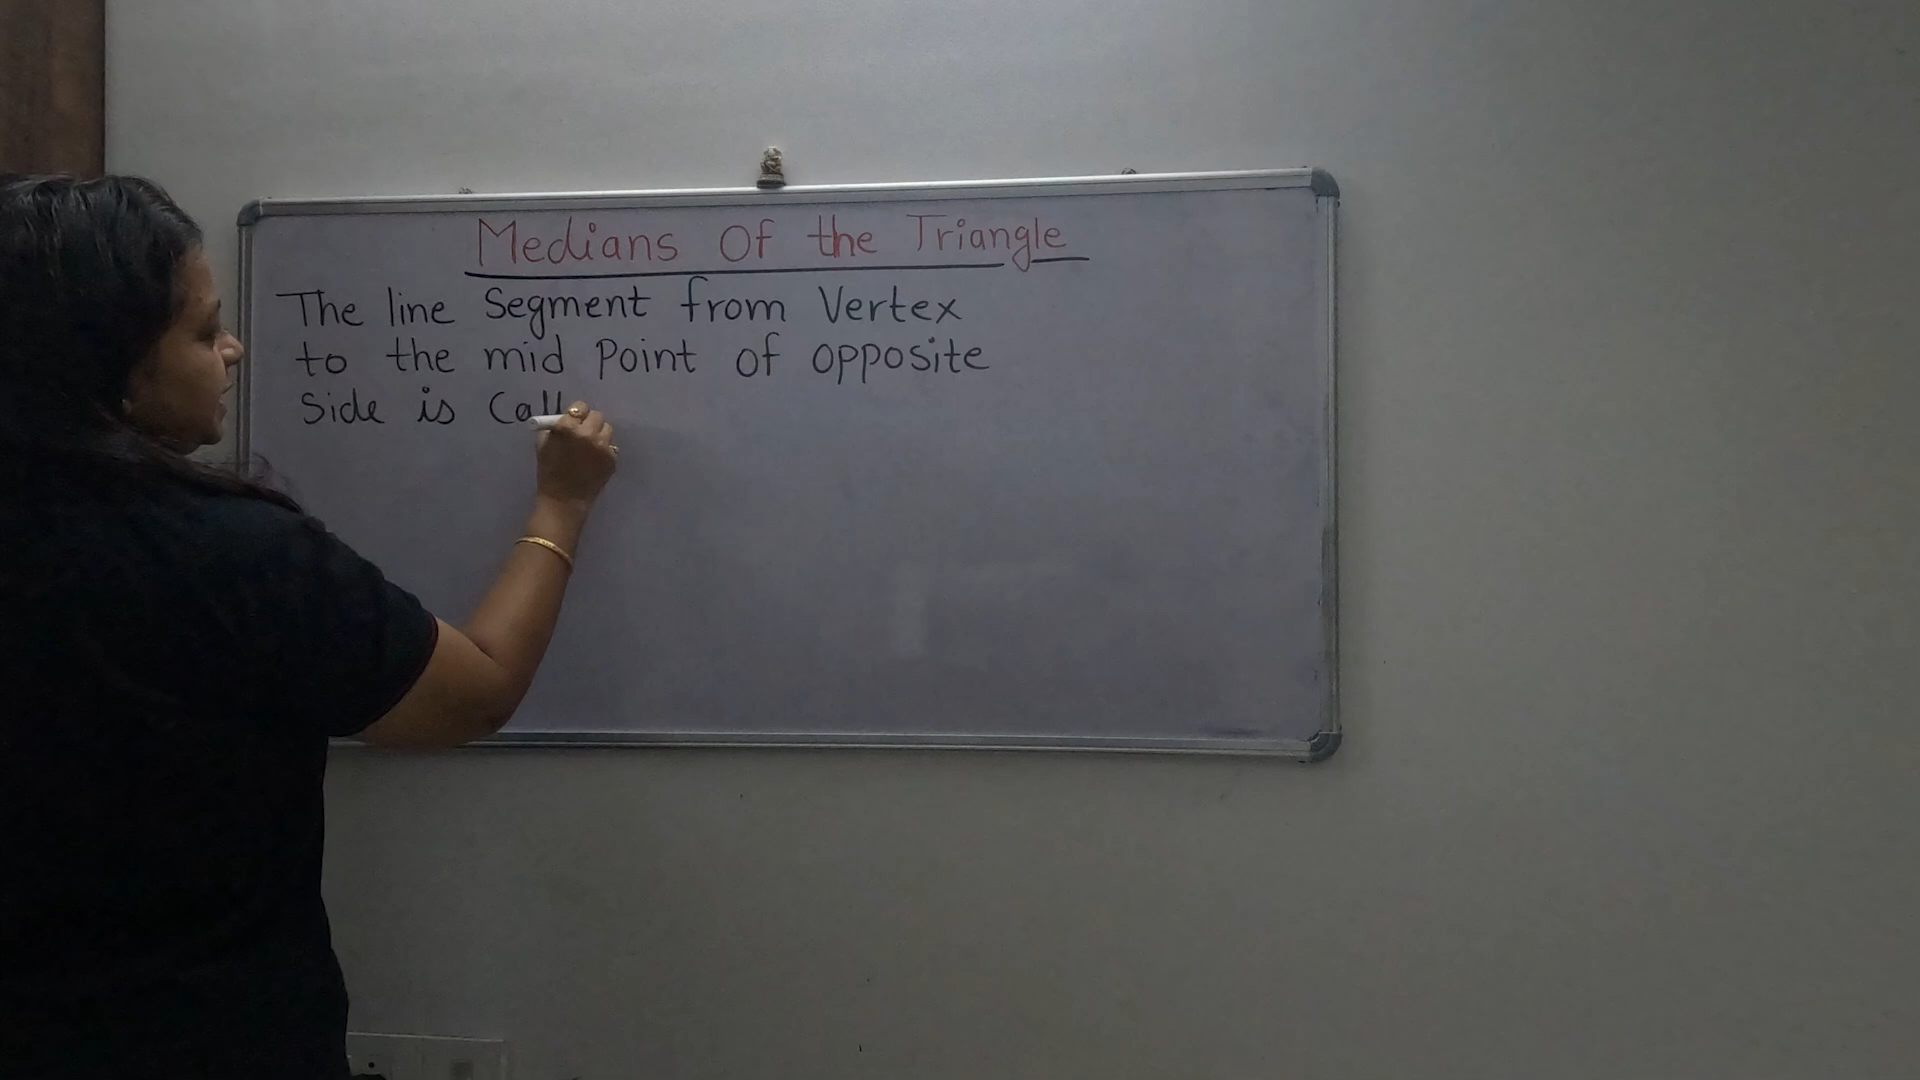 Medians Of the Triangle
The line Segment from Vertex
to the mid Point of opposite
Side is Call